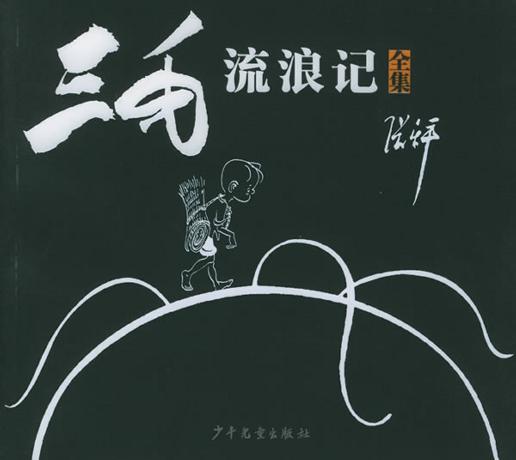 三毛流浪记全集
张乐平
少年儿童出版社